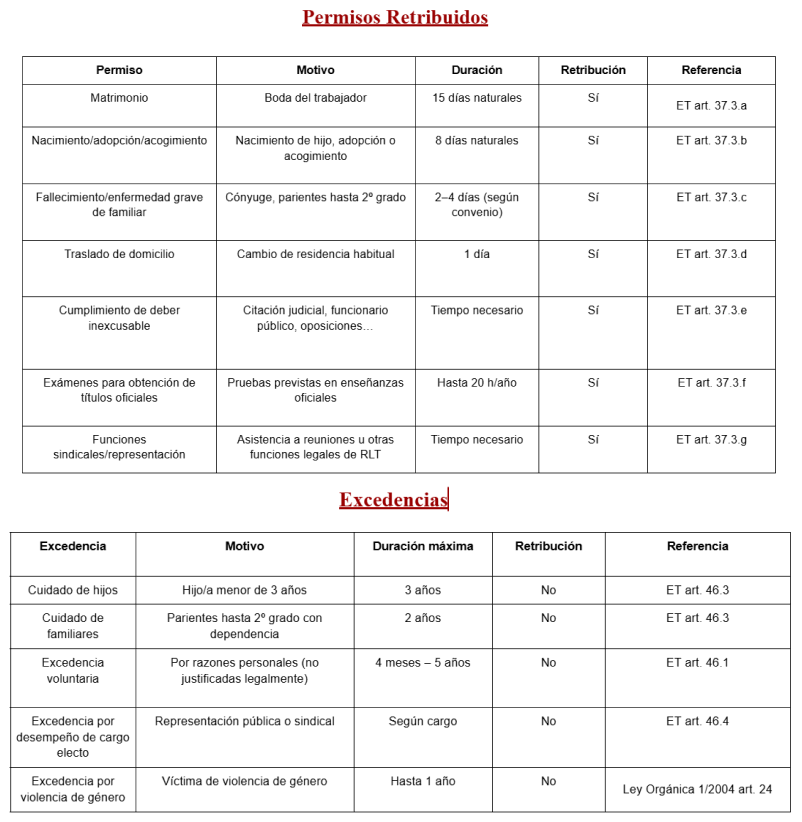 Permisos Retribuidos
Permiso Motivo Duración Retribución Referencia
Matrimonio Boda del trabajador 15 días naturales Sí ET art. 37.3.a
Nacimiento/adopción/acogimiento Nacimiento de hijo, adopción o 8 días naturales Sí ET art. 37.3.b
acogimiento
Fallecimiento/enfermedad grave Cónyuge, parientes hasta 2º grado 2–4 días (según Sí ET art. 37.3.c
de familiar convenio)
Traslado de domicilio Cambio de residencia habitual 1 día Sí ET art. 37.3.d
Cumplimiento de deber Citación judicial, funcionario Tiempo necesario Sí ET art. 37.3.e
inexcusable público, oposiciones…
Exámenes para obtención de Pruebas previstas en enseñanzas Hasta 20 h/año Sí ET art. 37.3.f
títulos oficiales oficiales
Funciones Asistencia a reuniones u otras Tiempo necesario Sí ET art. 37.3.g
sindicales/representación funciones legales de RLT
Excedencias
Excedencia Motivo Duración máxima Retribución Referencia
Cuidado de hijos Hijo/a menor de 3 años 3 años No ET art. 46.3
Cuidado de Parientes hasta 2º grado con 2 años No ET art. 46.3
familiares dependencia
Excedencia Por razones personales (no 4 meses – 5 años No ET art. 46.1
voluntaria justificadas legalmente)
Excedencia por Representación pública o sindical Según cargo No ET art. 46.4
desempeño de cargo
electo
Excedencia por Víctima de violencia de género Hasta 1 año No Ley Orgánica 1/2004 art. 24
violencia de género